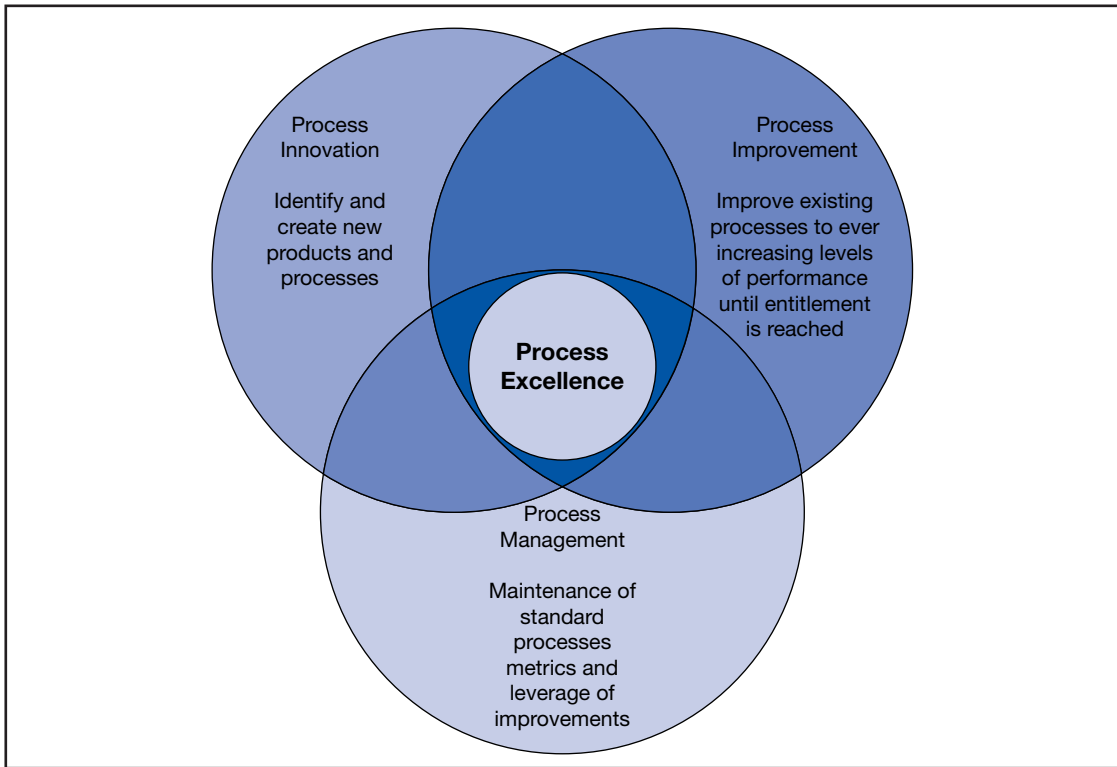 Process
Innovation
Identify and
create new
products and
processes
Process
Improvement
Improve existing
processes to ever
increasing levels
of performance
until entitlement
is reached
Process
Excellence
Process
Management
Maintenance of
standard
processes
metrics and
leverage of
improvements